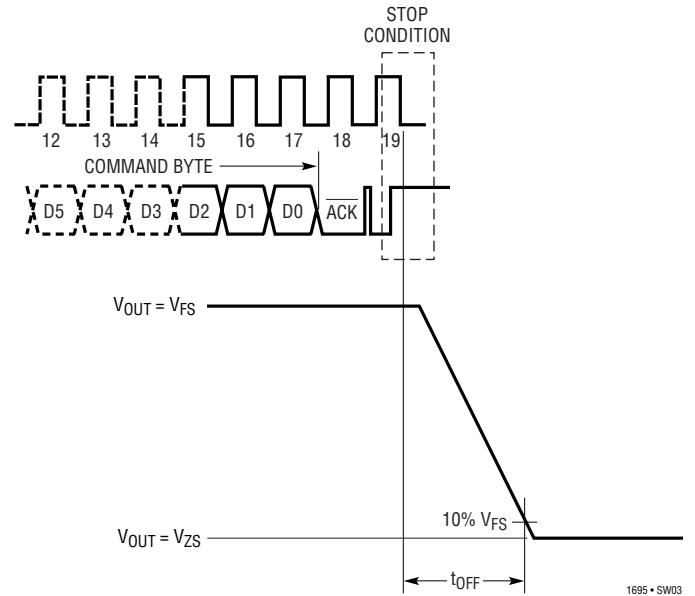 STOP
CONDITION
12 13 14 15 16 17 18 19
COMMAND BYTE
D5 D4 D3 D2 D1 D0 ACK
VOUT = VFS
10% VFS
VOUT = VZS
tOFF
1695 • SW03